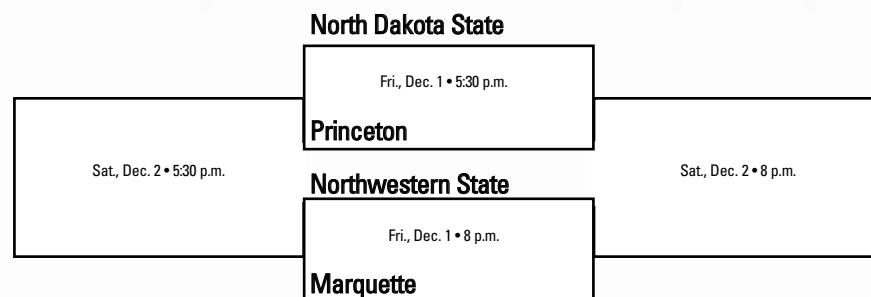 North Dakota State
Fri., Dec. 1 • 5:30 p.m.
Princeton
Sat., Dec. 2 • 5:30 p.m.
Sat., Dec. 2 • 8 p.m.
Northwestern State
Fri., Dec. 1 • 8 p.m.
Marquette